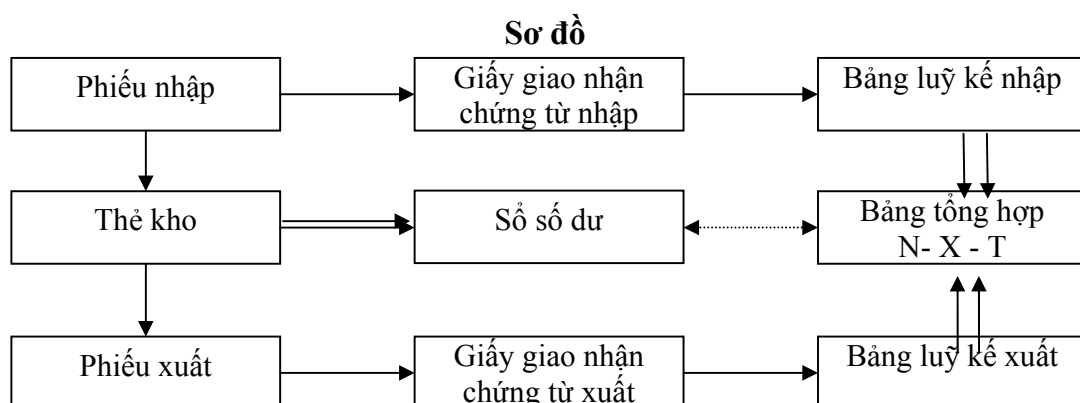 Sơ đồ
Phiếu nhập
Giấy giao nhận
chứng từ nhập
Bảng luỹ kế nhập
Thẻ kho
Sổ số dư
Bảng tổng hợp
N- X - T
Phiếu xuất
Giấy giao nhận
chứng từ xuất
Bảng luỹ kế xuất